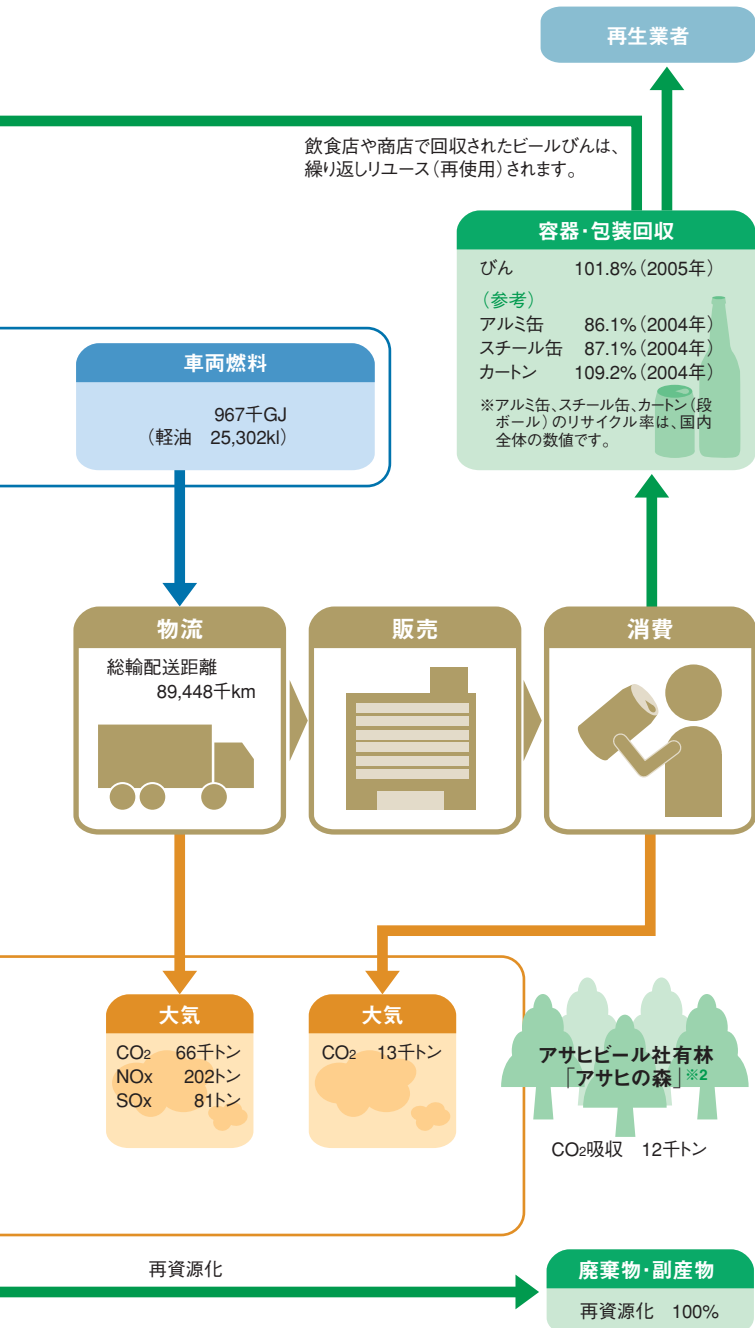 再生業者
飲食店や商店で回収されたビールびんは、
繰り返しリユース（再使用）されます。
容器・包装回収
びん 101.8%（2005年）
（参考）
アルミ缶 86.1%（2004年）
スチール缶 87.1%（2004年）
カートン 109.2%（2004年）
※アルミ缶、スチール缶、カートン（段
ボール）のリサイクル率は、国内
全体の数値です。
車両燃料
967千GJ
（軽油 25,302kl）
物流
総輸配送距離
89,448千km
販売
消費
大気
CO2 66千トン
NOx 202トン
SOx 81トン
大気
CO2 13千トン
アサヒビール社有林
「アサヒの森」※2
CO2吸収 12千トン
再資源化
廃棄物・副産物
再資源化 100%